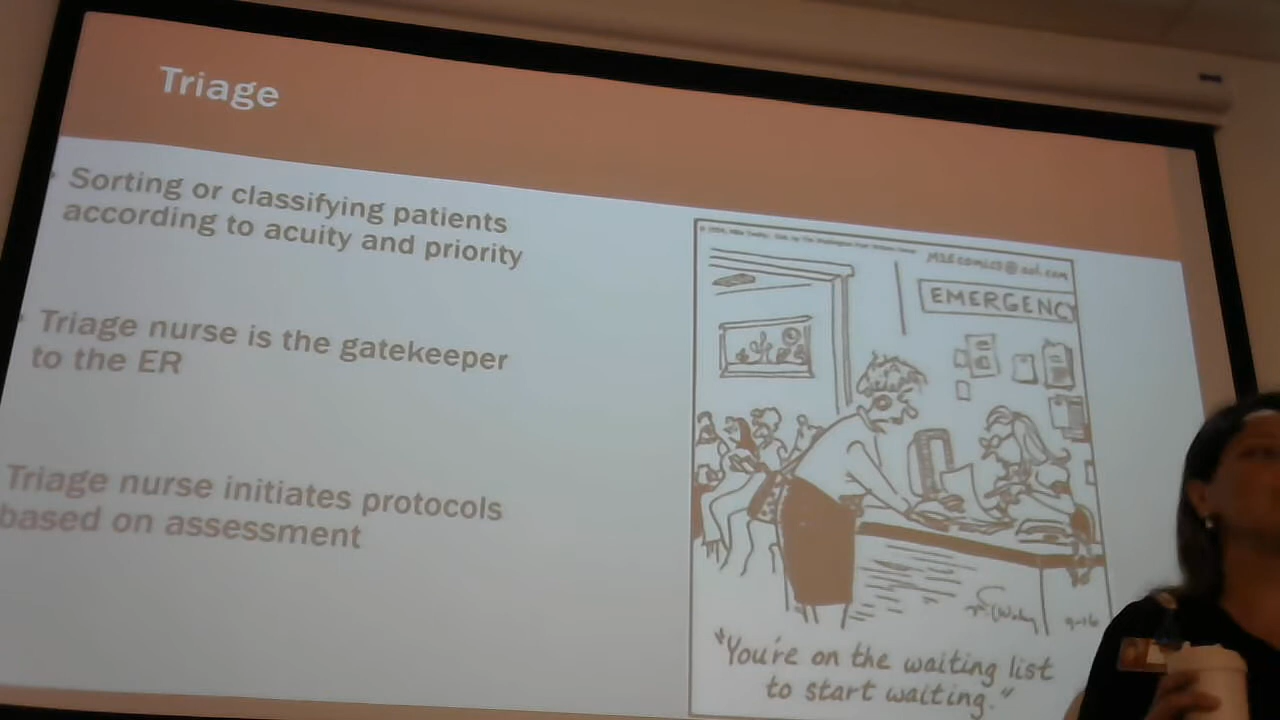 Triage
Sorting or classifying patients
according to acuity and priority
Triage nurse is the gatekeeper
to the ER
Triage nurse initiates protocols
based on assessment
EMERGENCY
"You're on the waiting list
to start waiting."